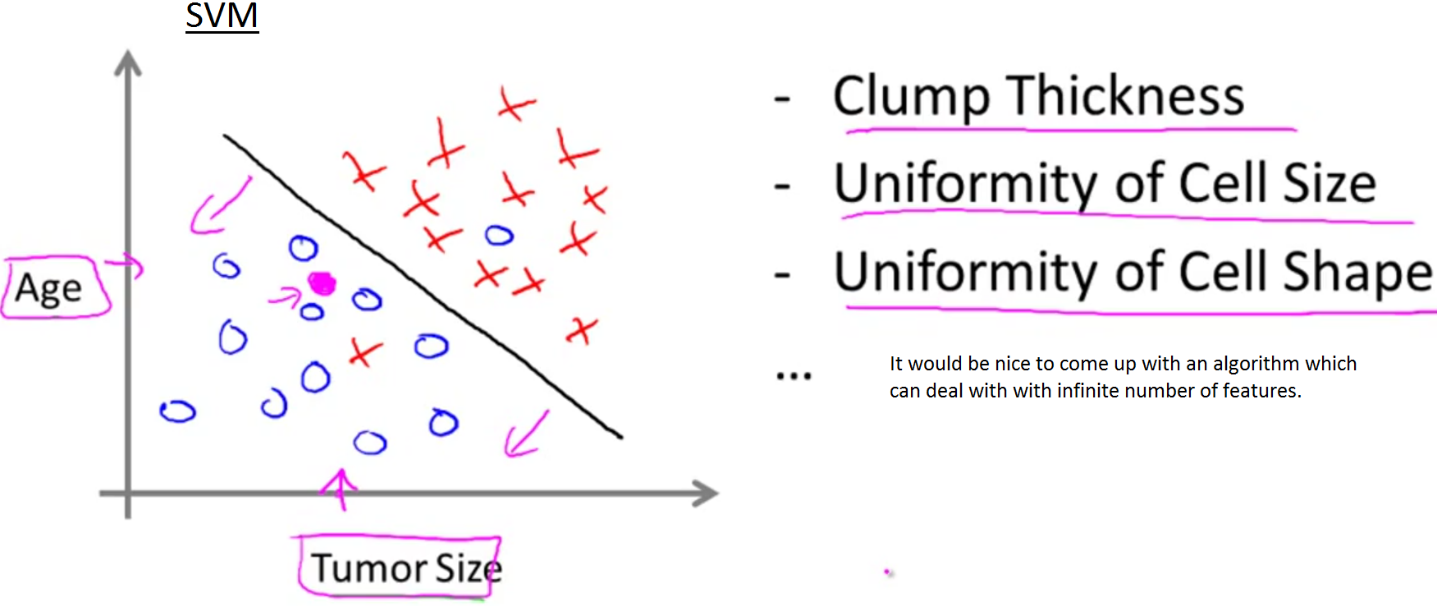 SVM
Age
Tumor Size
- Clump Thickness
- Uniformity of Cell Size
- Uniformity of Cell Shape
...
It would be nice to come up with an algorithm which
can deal with with infinite number of features.